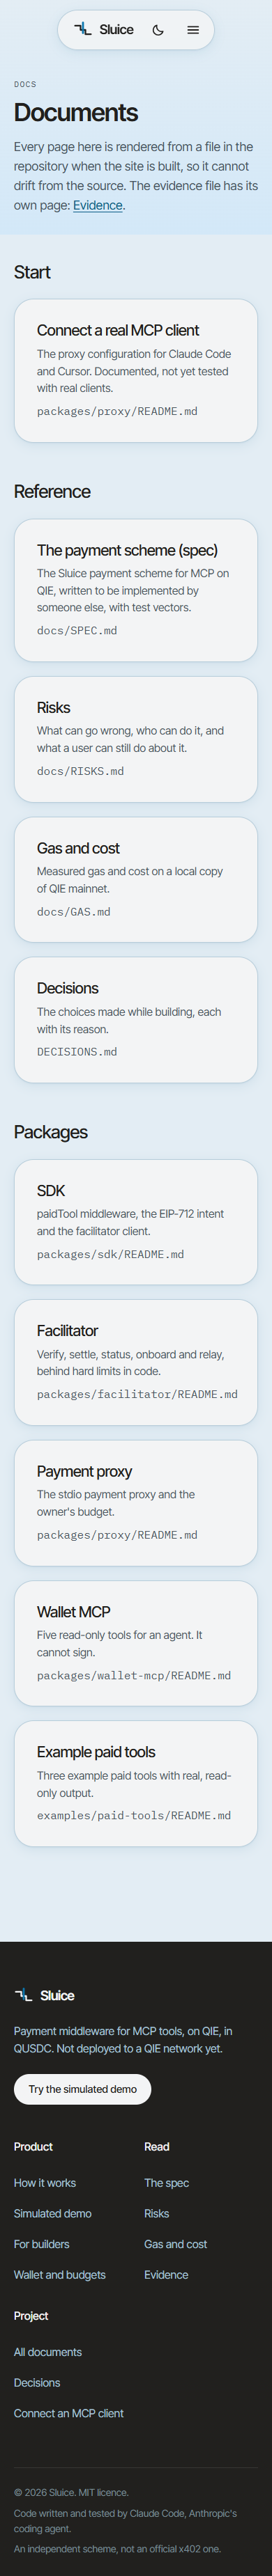 Sluice
DOCS
Documents
Every page here is rendered from a file in the
repository when the site is built, so it cannot
drift from the source. The evidence file has its
own page: Evidence.
Start
Connect a real MCP client
The proxy configuration for Claude Code
and Cursor. Documented, not yet tested
with real clients.
packages/proxy/README.md
Reference
The payment scheme (spec)
The Sluice payment scheme for MCP on
QIE, written to be implemented by
someone else, with test vectors.
docs/SPEC.md
Risks
What can go wrong, who can do it, and
what a user can still do about it.
docs/RISKS.md
Gas and cost
Measured gas and cost on a local copy
of QIE mainnet.
docs/GAS.md
Decisions
The choices made while building, each
with its reason.
DECISIONS.md
Packages
SDK
paidTool middleware, the EIP-712 intent
and the facilitator client.
packages/sdk/README.md
Facilitator
Verify, settle, status, onboard and relay,
behind hard limits in code.
packages/facilitator/README.md
Payment proxy
The stdio payment proxy and the
owner's budget.
packages/proxy/README.md
Wallet MCP
Five read-only tools for an agent. It
cannot sign.
packages/wallet-mcp/README.md
Example paid tools
Three example paid tools with real, read-
only output.
examples/paid-tools/README.md
Sluice
Payment middleware for MCP tools, on QIE, in
QUSDC. Not deployed to a QIE network yet.
Try the simulated demo
Product
How it works
Simulated demo
For builders
Wallet and budgets
Read
The spec
Risks
Gas and cost
Evidence
Project
All documents
Decisions
Connect an MCP client
© 2026 Sluice. MIT licence.
Code written and tested by Claude Code, Anthropic's
coding agent.
An independent scheme, not an official x402 one.